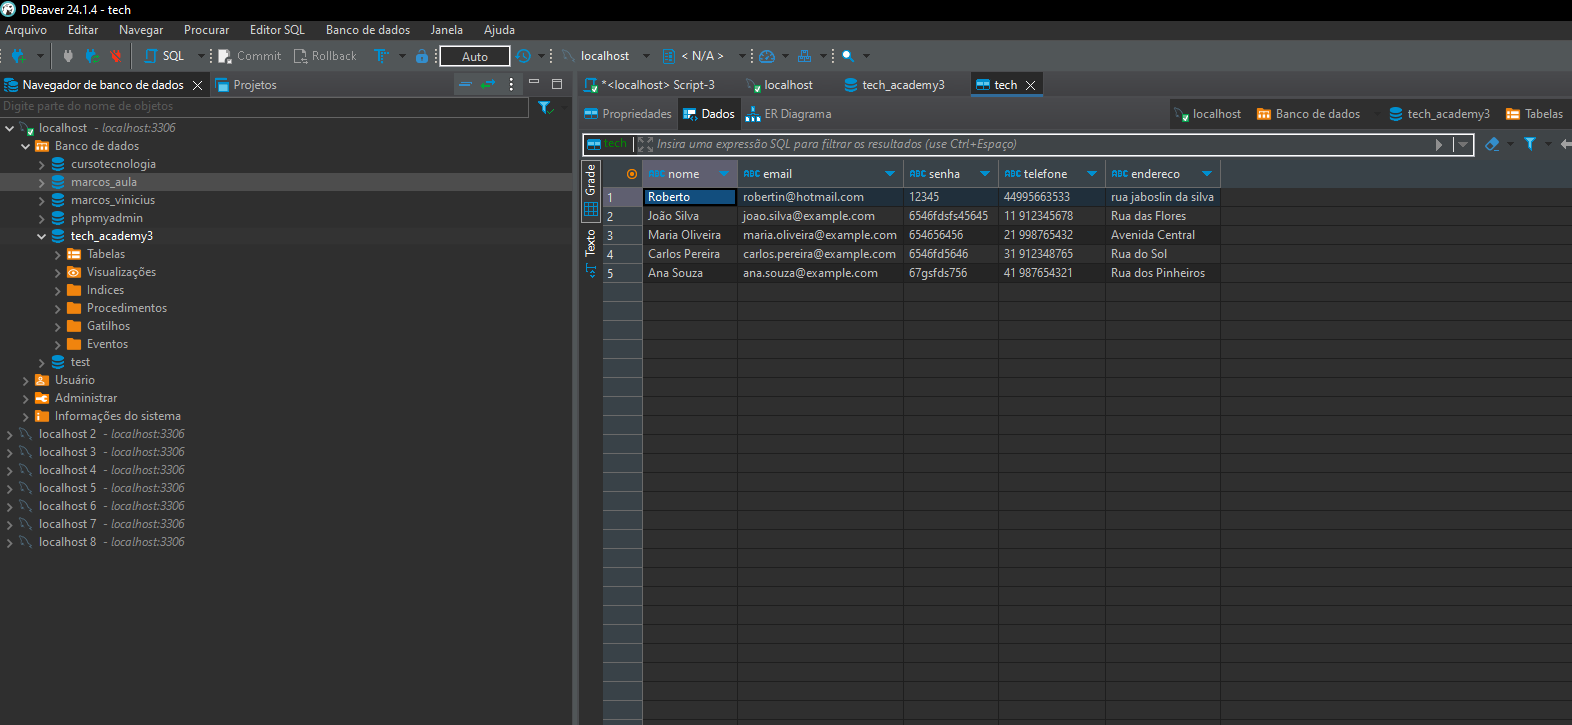 DBeaver 24.1.4 - tech
Arquivo Editar Navegar Procurar Editor SQL Banco de dados Janela Ajuda
SQL Commit Rollback Auto localhost < N/A >
Navegador de banco de dados Projetos
Digite parte do nome de objetos
localhost - localhost:3306
Banco de dados
cursotecnologia
marcos_aula
marcos_vinicius
phpmyadmin
tech_academy3
Tabelas
Visualizações
Indices
Procedimentos
Gatilhos
Eventos
test
Usuário
Administrar
Informações do sistema
localhost 2 - localhost:3306
localhost 3 - localhost:3306
localhost 4 - localhost:3306
localhost 5 - localhost:3306
localhost 6 - localhost:3306
localhost 7 - localhost:3306
localhost 8 - localhost:3306
*<localhost> Script-3 localhost tech_academy3 tech
Propriedades Dados ER Diagrama localhost Banco de dados tech_academy3 Tabelas
tech Insira uma expressão SQL para filtrar os resultados (use Ctrl+Espaço)
Grade
Texto
ABC nome ABC email ABC senha ABC telefone ABC endereco
1 Roberto robertin@hotmail.com 12345 44995663533 rua jaboslin da silva
2 João Silva joao.silva@example.com 6546fdsfs45645 11 912345678 Rua das Flores
3 Maria Oliveira maria.oliveira@example.com 654656456 21 998765432 Avenida Central
4 Carlos Pereira carlos.pereira@example.com 6546fd5646 31 912348765 Rua do Sol
5 Ana Souza ana.souza@example.com 67gsfds756 41 987654321 Rua dos Pinheiros